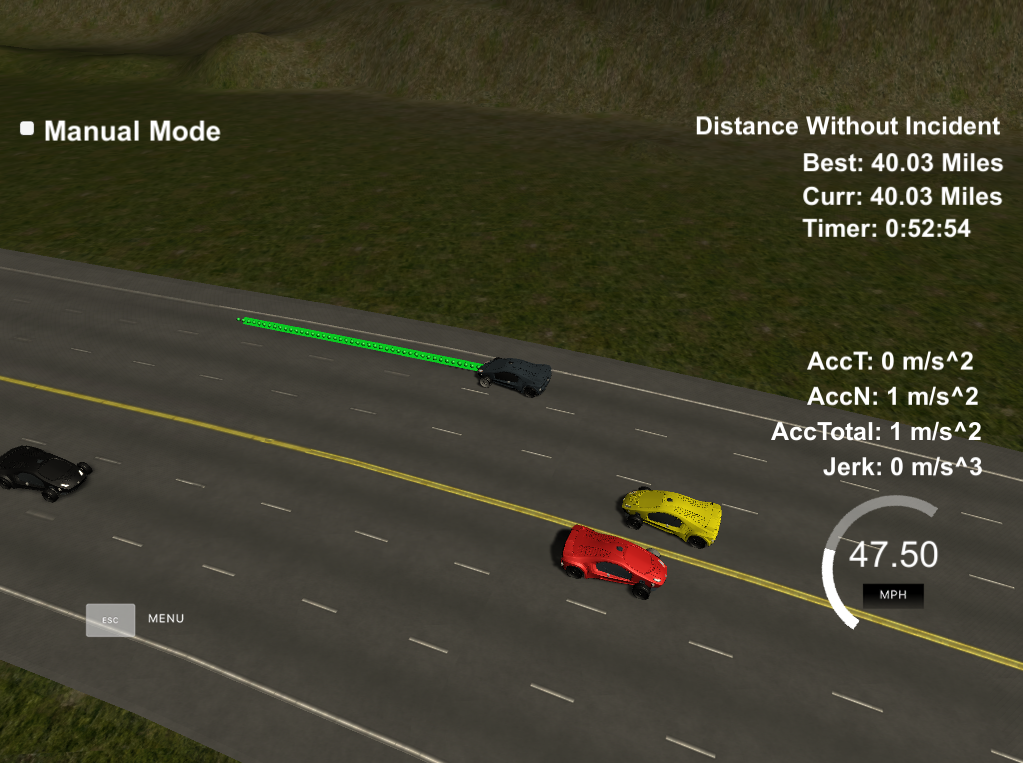 Manual Mode
Distance Without Incident
Best: 40.03 Miles
Curr: 40.03 Miles
Timer: 0:52:54
AccT: 0 m/s^2
AccN: 1 m/s^2
AccTotal: 1 m/s^2
Jerk: 0 m/s^3
47.50
MPH
ESC MENU